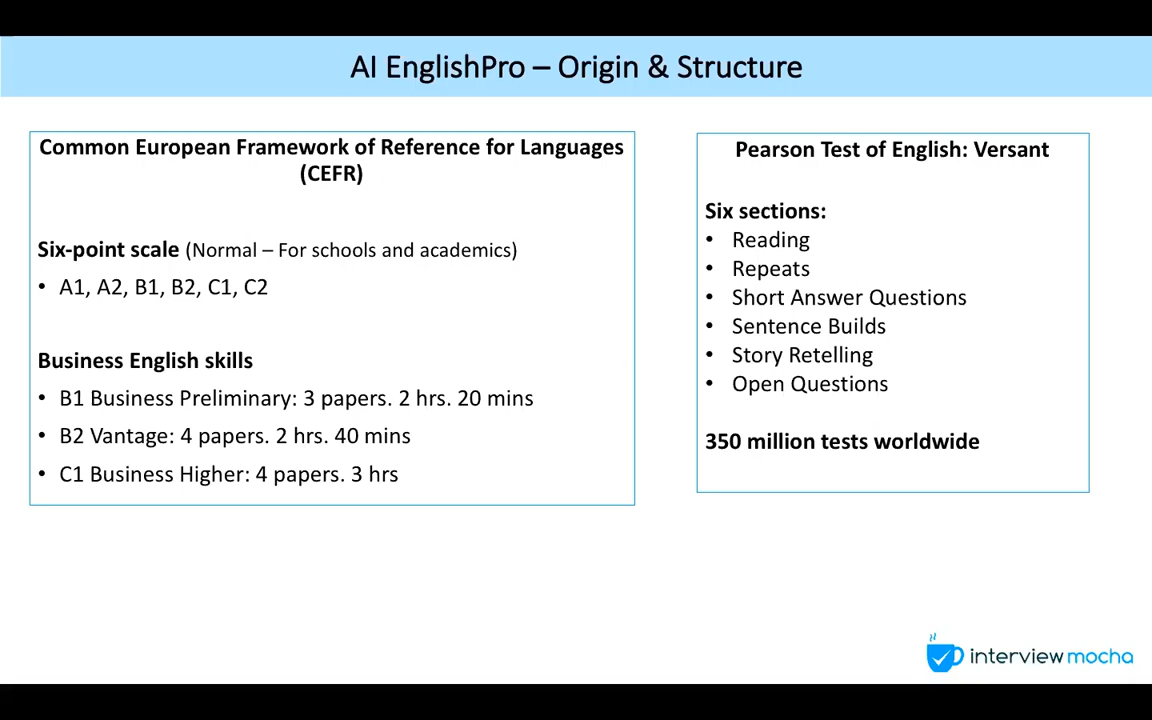 AI EnglishPro – Origin & Structure
Common European Framework of Reference for Languages
(CEFR)
Six-point scale (Normal – For schools and academics)
• A1, A2, B1, B2, C1, C2
Business English skills
• B1 Business Preliminary: 3 papers. 2 hrs. 20 mins
• B2 Vantage: 4 papers. 2 hrs. 40 mins
• C1 Business Higher: 4 papers. 3 hrs
Pearson Test of English: Versant
Six sections:
• Reading
• Repeats
• Short Answer Questions
• Sentence Builds
• Story Retelling
• Open Questions
350 million tests worldwide
interview mocha